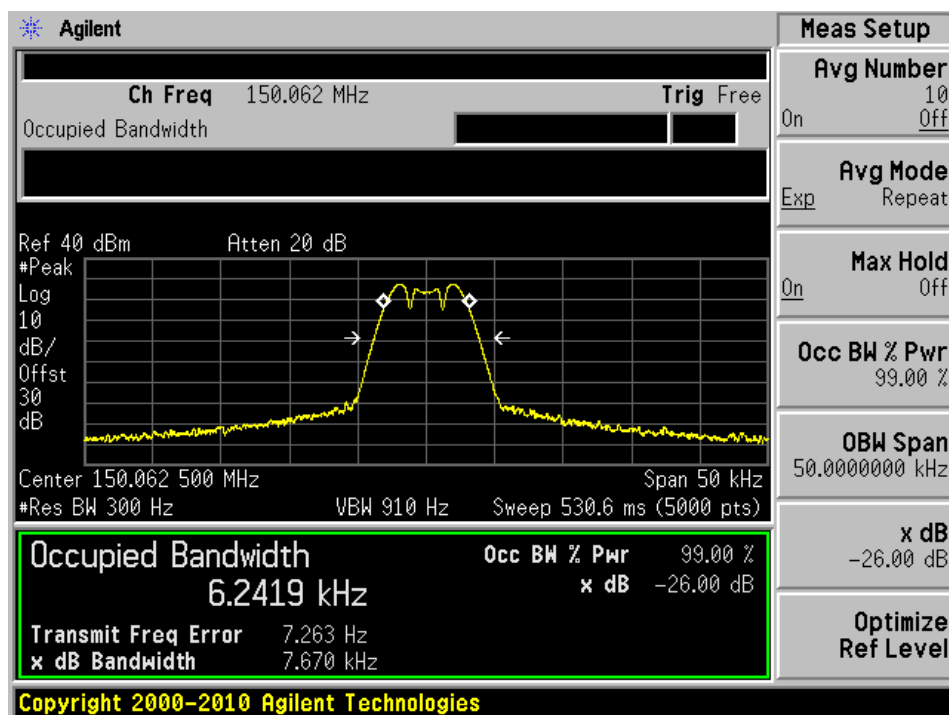 Agilent
Ch Freq 150.062 MHz Trig Free
Occupied Bandwidth
Ref 40 dBm Atten 20 dB
#Peak
Log
10
dB/
Offst
30
dB
Center 150.062 500 MHz Span 50 kHz
#Res BW 300 Hz VBW 910 Hz Sweep 530.6 ms (5000 pts)
Occupied Bandwidth Occ BW % Pwr 99.00 %
6.2419 kHz x dB -26.00 dB
Transmit Freq Error 7.263 Hz
x dB Bandwidth 7.670 kHz
Copyright 2000-2010 Agilent Technologies
Meas Setup
Avg Number
10
On Off
Avg Mode
Exp Repeat
Max Hold
On Off
Occ BW % Pwr
99.00 %
OBW Span
50.0000000 kHz
x dB
-26.00 dB
Optimize
Ref Level